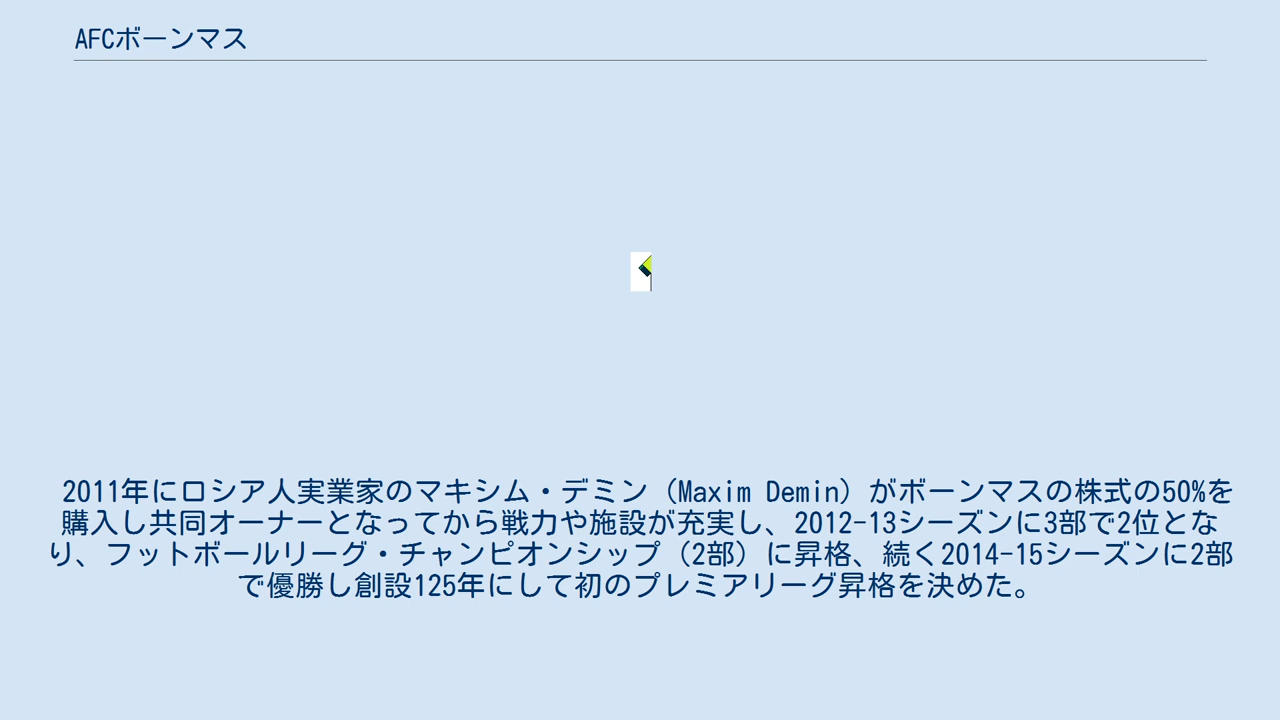 AFCボーンマス
2011年にロシア人実業家のマキシム・デミン（Maxim Demin）がボーンマスの株式の50%を
購入し共同オーナーとなってから戦力や施設が充実し、2012-13シーズンに3部で2位とな
り、フットボールリーグ・チャンピオンシップ（2部）に昇格、続く2014-15シーズンに2部
で優勝し創設125年にして初のプレミアリーグ昇格を決めた。